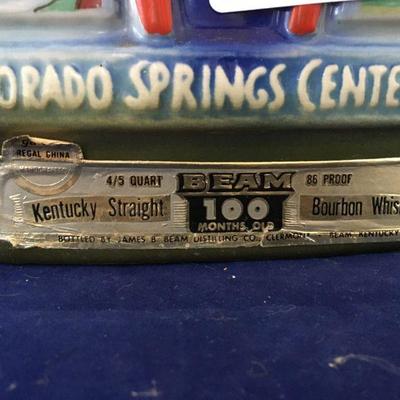 ORADO SPRINGS CENTE
REGAL CHINA
4/5 QUART BEAM 86 PROOF
Kentucky Straight 100 Bourbon Whis
MONTHS OLD
BOTTLED BY JAMES B. BEAM DISTILLING CO., CLERMONT BEAM, KENTUCKY